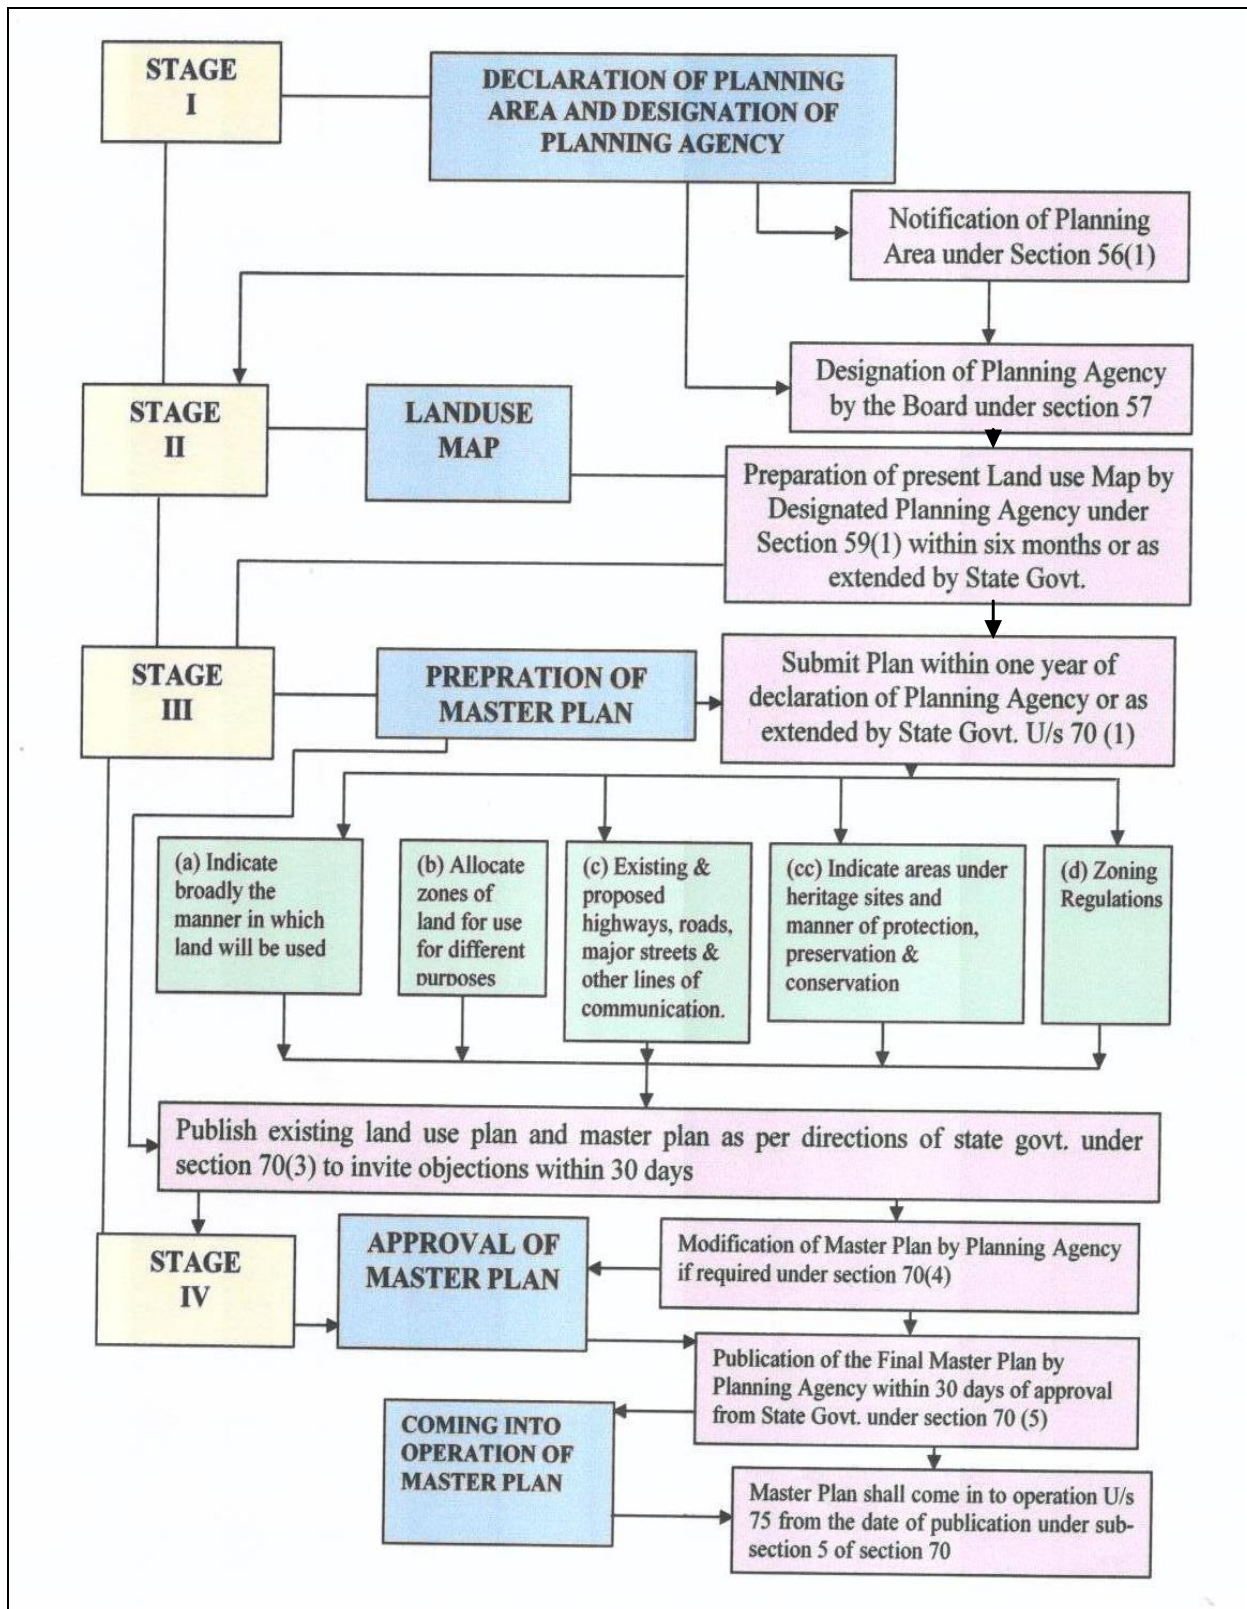 STAGE
I
DECLARATION OF PLANNING
AREA AND DESIGNATION OF
PLANNING AGENCY
Notification of Planning
Area under Section 56(1)
Designation of Planning Agency
by the Board under section 57
STAGE
II
LANDUSE
MAP
Preparation of present Land use Map by
Designated Planning Agency under
Section 59(1) within six months or as
extended by State Govt.
STAGE
III
PREPRATION OF
MASTER PLAN
Submit Plan within one year of
declaration of Planning Agency or as
extended by State Govt. U/s 70 (1)
(a) Indicate
broadly the
manner in which
land will be used
(b) Allocate
zones of
land for use
for different
purposes
(c) Existing &
proposed
highways, roads,
major streets &
other lines of
communication.
(cc) Indicate areas under
heritage sites and
manner of protection,
preservation &
conservation
(d) Zoning
Regulations
Publish existing land use plan and master plan as per directions of state govt. under
section 70(3) to invite objections within 30 days
STAGE
IV
APPROVAL OF
MASTER PLAN
Modification of Master Plan by Planning Agency
if required under section 70(4)
Publication of the Final Master Plan by
Planning Agency within 30 days of approval
from State Govt. under section 70 (5)
COMING INTO
OPERATION OF
MASTER PLAN
Master Plan shall come in to operation U/s
75 from the date of publication under sub-
section 5 of section 70